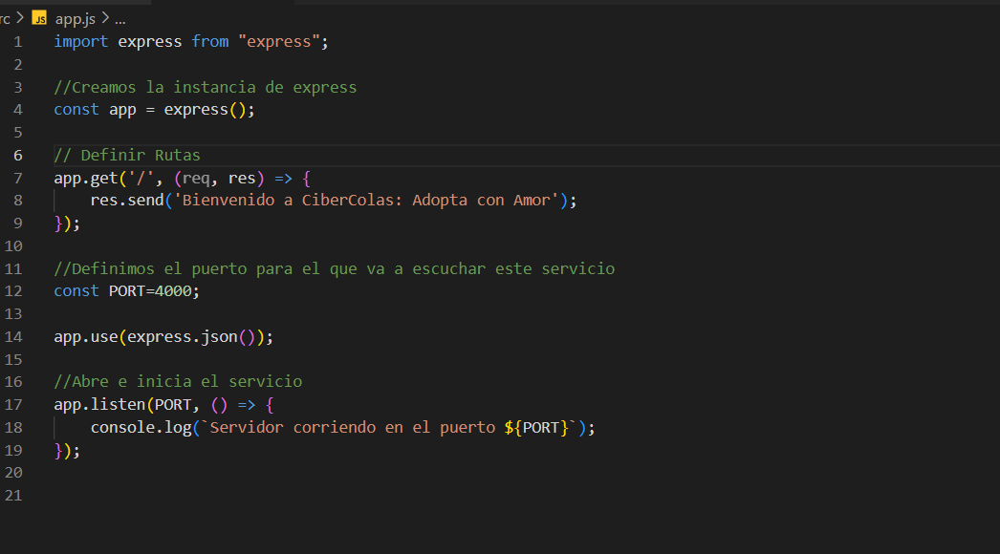 rc > JS app.js > ...
1 import express from "express";
2
3 //Creamos la instancia de express
4 const app = express();
5
6 // Definir Rutas
7 app.get('/', (req, res) => {
8 res.send('Bienvenido a CiberColas: Adopta con Amor');
9 });
10
11 //Definimos el puerto para el que va a escuchar este servicio
12 const PORT=4000;
13
14 app.use(express.json());
15
16 //Abre e inicia el servicio
17 app.listen(PORT, () => {
18 console.log(`Servidor corriendo en el puerto ${PORT}`);
19 });
20
21